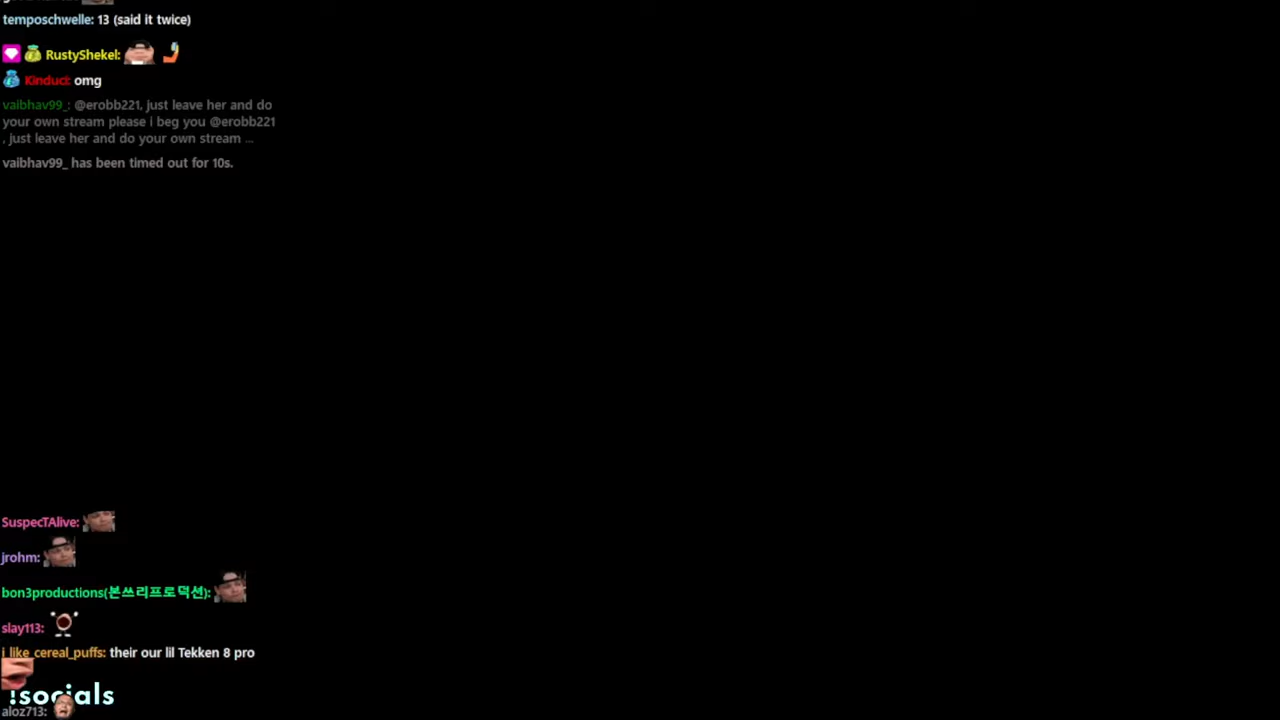 temposchwelle: 13 (said it twice)
RustyShekel:
Kinduci: omg
vaibhav99_: @erobb221, just leave her and do
your own stream please i beg you @erobb221
, just leave her and do your own stream ...
vaibhav99_ has been timed out for 10s.
SuspecTAlive:
jrohm:
bon3productions(본쓰리프로덕션):
slay113:
i_like_cereal_puffs: their our lil Tekken 8 pro
!socials
aloz713: